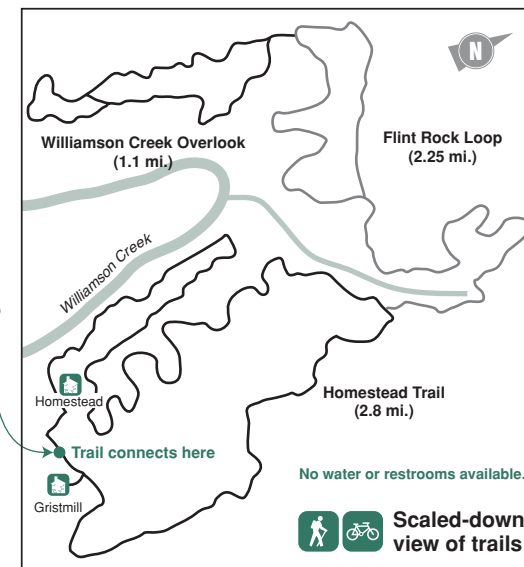 N
Williamson Creek Overlook
(1.1 mi.)
Flint Rock Loop
(2.25 mi.)
Williamson Creek
Homestead
Homestead Trail
(2.8 mi.)
Trail connects here
Gristmill
No water or restrooms available.
Scaled-down
view of trails